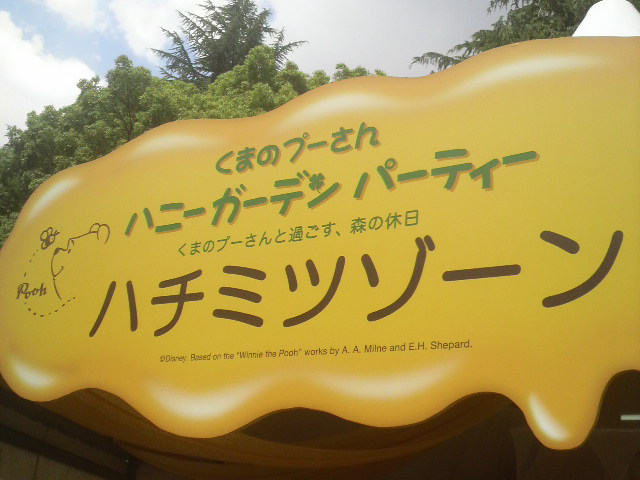 くまのプーさん
ハニーガーデン パーティー
くまのプーさんと過ごす、森の休日
Pooh
ハチミツゾーン
©Disney. Based on the "Winnie the Pooh" works by A. A. Milne and E.H. Shepard.